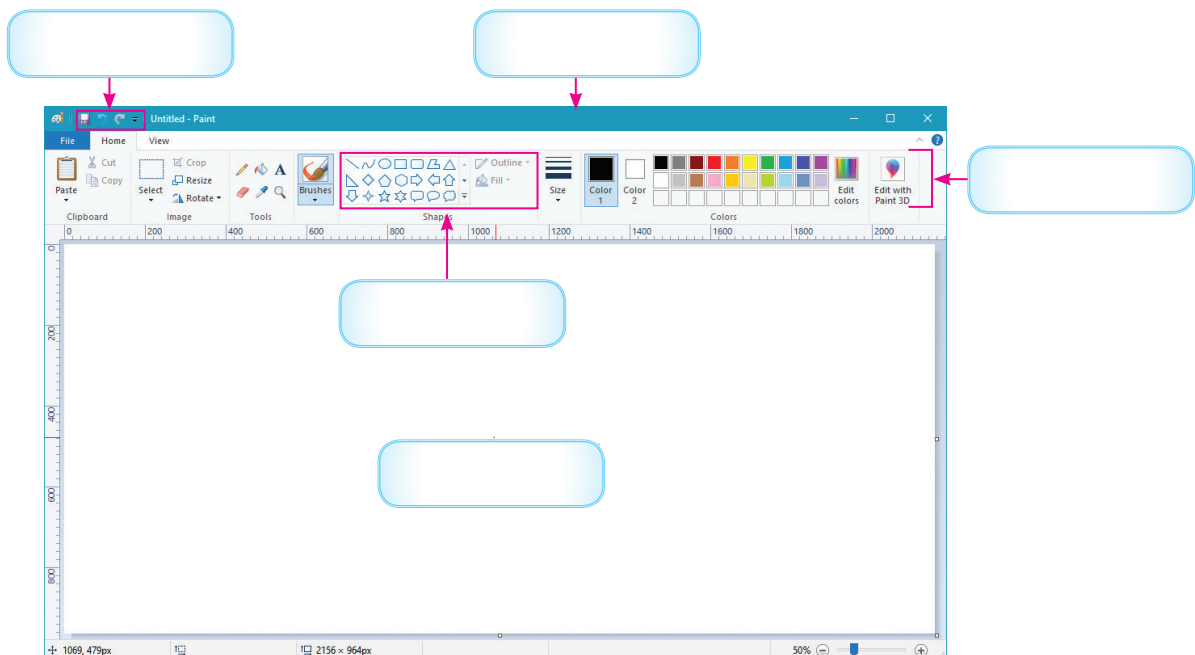 Untitled - Paint
File Home View
Cut Crop Outline
Copy Resize Fill
Paste Select Rotate Brushes Size Color 1 Color 2 Edit colors Edit with Paint 3D
Clipboard Image Tools A Shapes Colors
0 200 400 600 800 1000 1200 1400 1600 1800 2000
0
200
400
600
800
1069, 479px 2156 × 964px 50%